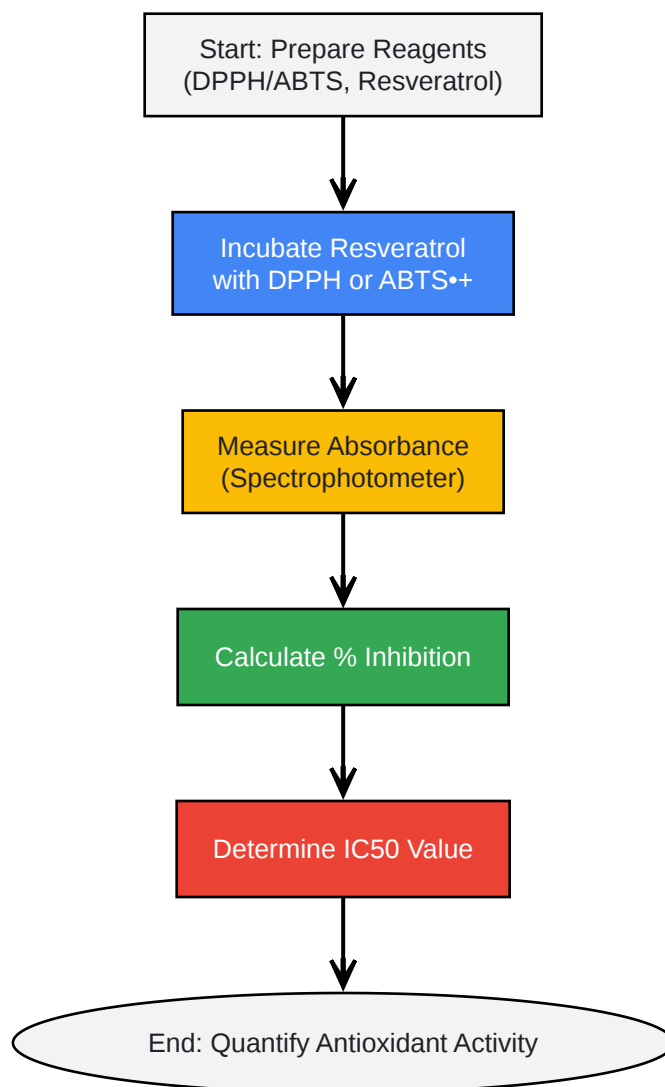 Start: Prepare Reagents
(DPPH/ABTS, Resveratrol)
Incubate Resveratrol
with DPPH or ABTS•+
Measure Absorbance
(Spectrophotometer)
Calculate % Inhibition
Determine IC50 Value
End: Quantify Antioxidant Activity